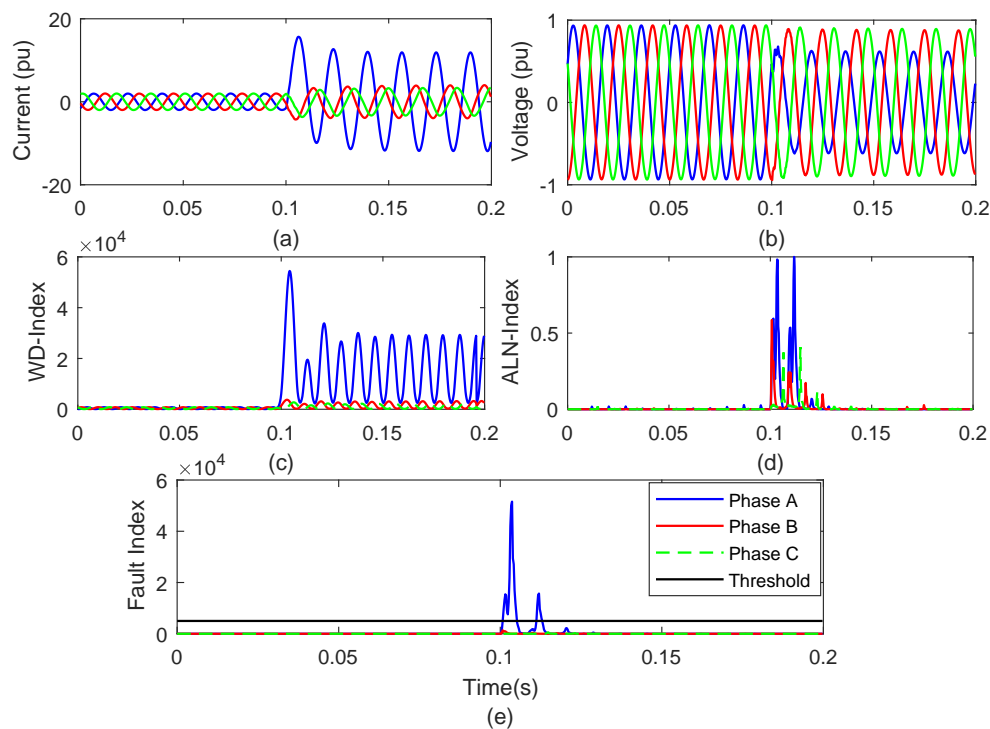 20
0
-20
Current (pu)
0
0.05
0.1
0.15
0.2
(a)
1
0
-1
Voltage (pu)
0
0.05
0.1
0.15
0.2
(b)
×10⁴
6
4
2
0
WD-Index
0
0.05
0.1
0.15
0.2
(c)
1
0.5
0
ALN-Index
0
0.05
0.1
0.15
0.2
(d)
×10⁴
6
4
2
0
Fault Index
Phase A
Phase B
Phase C
Threshold
0
0.05
0.1
0.15
0.2
Time(s)
(e)